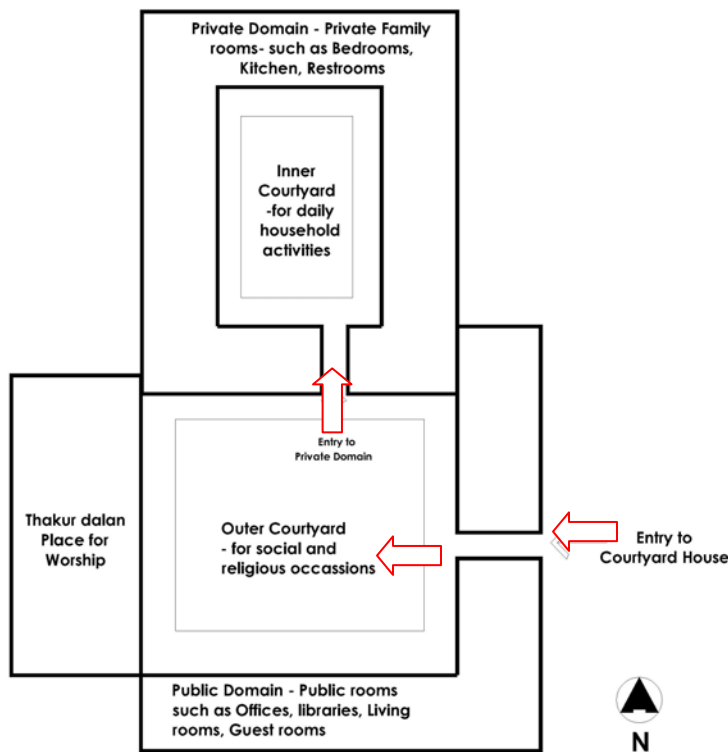 Private Domain - Private Family
rooms- such as Bedrooms,
Kitchen, Restrooms
Inner
Courtyard
-for daily
household
activities
Entry to
Private Domain
Thakur dalan
Place for
Worship
Outer Courtyard
- for social and
religious occassions
Entry to
Courtyard House
Public Domain - Public rooms
such as Offices, libraries, Living
rooms, Guest rooms
N